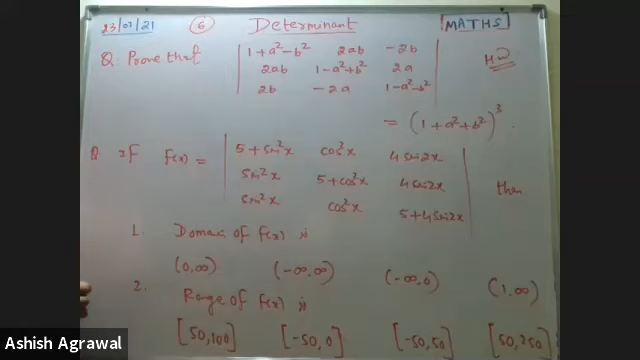 23/07/21 6 Determinant MATHS
Q. Prove that | 1+a²-b² 2ab -2b |
| 2ab 1-a²+b² 2a | H.W
| 2b -2a 1-a²-b² |
= (1+a²+b²)³.
Q If f(x) = | 5+sin²x cos²x 4sin2x |
| sin²x 5+cos²x 4sin2x | then
| sin²x cos²x 5+4sin2x |
1. Domain of f(x) is
(0,∞) (-∞,∞) (-∞,0) (1,∞)
2. Range of f(x) is
[50,100] [-50,0] [-50,50] [50,250]
Ashish Agrawal